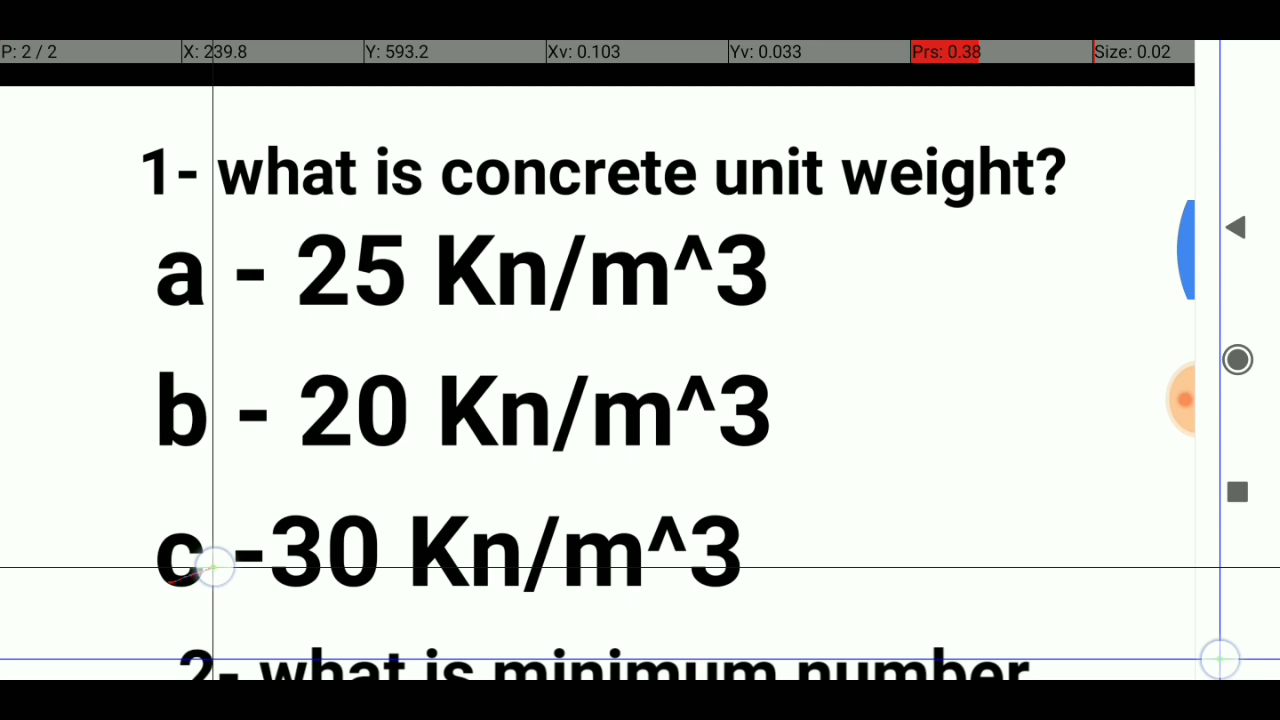 P: 2 / 2 X: 239.8 Y: 593.2 Xv: 0.103 Yv: 0.033 Prs: 0.38 Size: 0.02
1- what is concrete unit weight?
a - 25 Kn/m^3
b - 20 Kn/m^3
c -30 Kn/m^3
2- what is minimum number